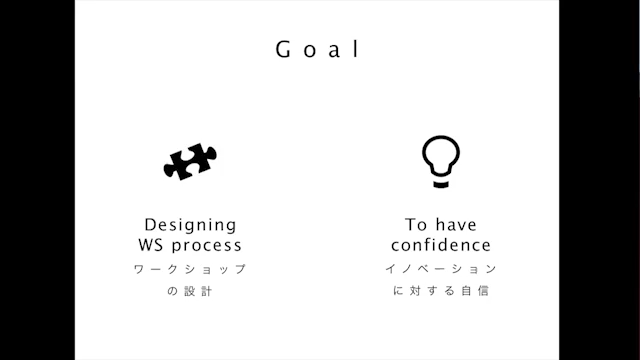 Goal
Designing
WS process
ワークショップ
の設計
To have
confidence
イノベーション
に対する自信